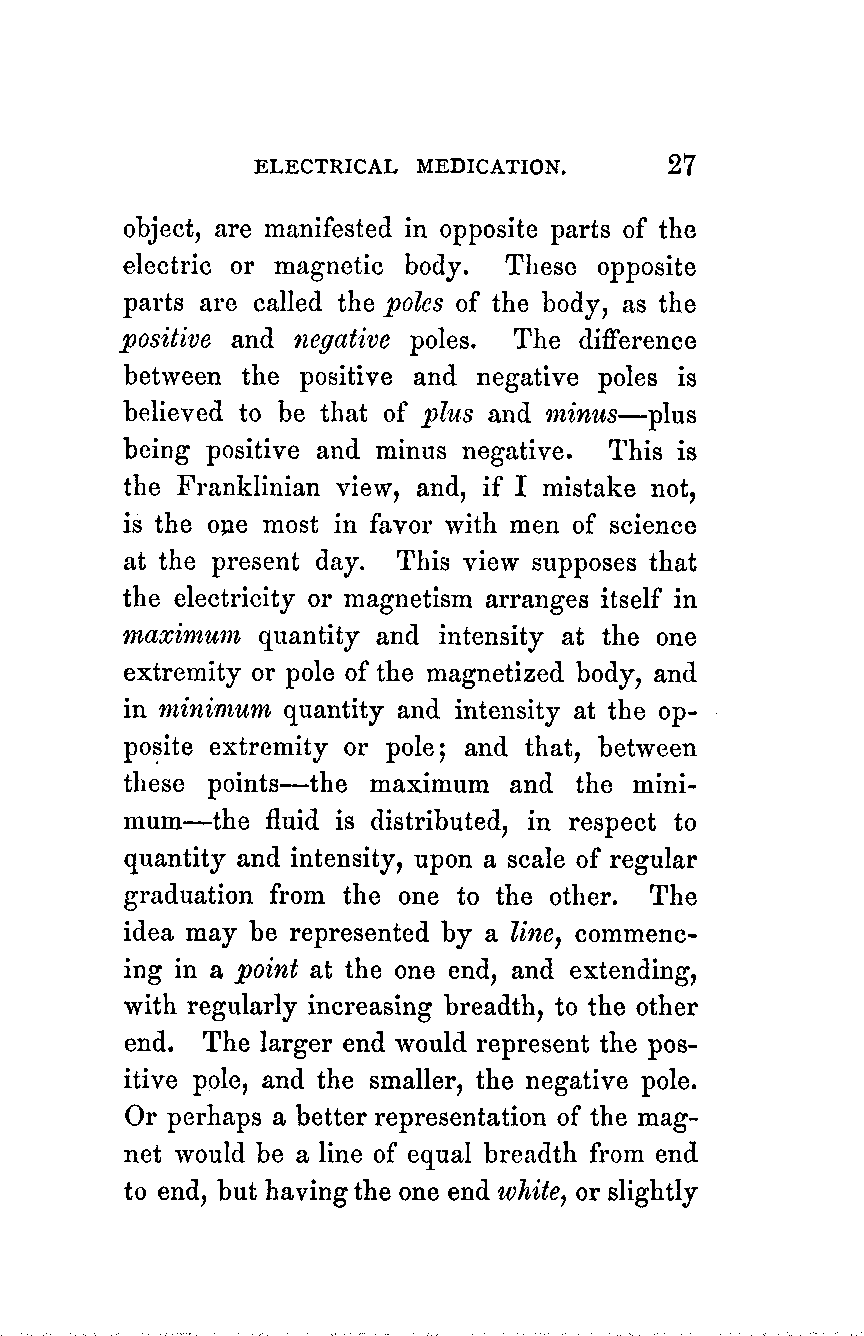 ELECTRICAL MEDICATION. 27
object, are manifested in opposite parts of the
electric or magnetic body. These opposite
parts are called the poles of the body, as the
positive and negative poles. The difference
between the positive and negative poles is
believed to be that of plus and minus—plus
being positive and minus negative. This is
the Franklinian view, and, if I mistake not,
is the one most in favor with men of science
at the present day. This view supposes that
the electricity or magnetism arranges itself in
maximum quantity and intensity at the one
extremity or pole of the magnetized body, and
in minimum quantity and intensity at the op-
posite extremity or pole; and that, between
these points—the maximum and the mini-
mum—the fluid is distributed, in respect to
quantity and intensity, upon a scale of regular
graduation from the one to the other. The
idea may be represented by a line, commenc-
ing in a point at the one end, and extending,
with regularly increasing breadth, to the other
end. The larger end would represent the pos-
itive pole, and the smaller, the negative pole.
Or perhaps a better representation of the mag-
net would be a line of equal breadth from end
to end, but having the one end white, or slightly